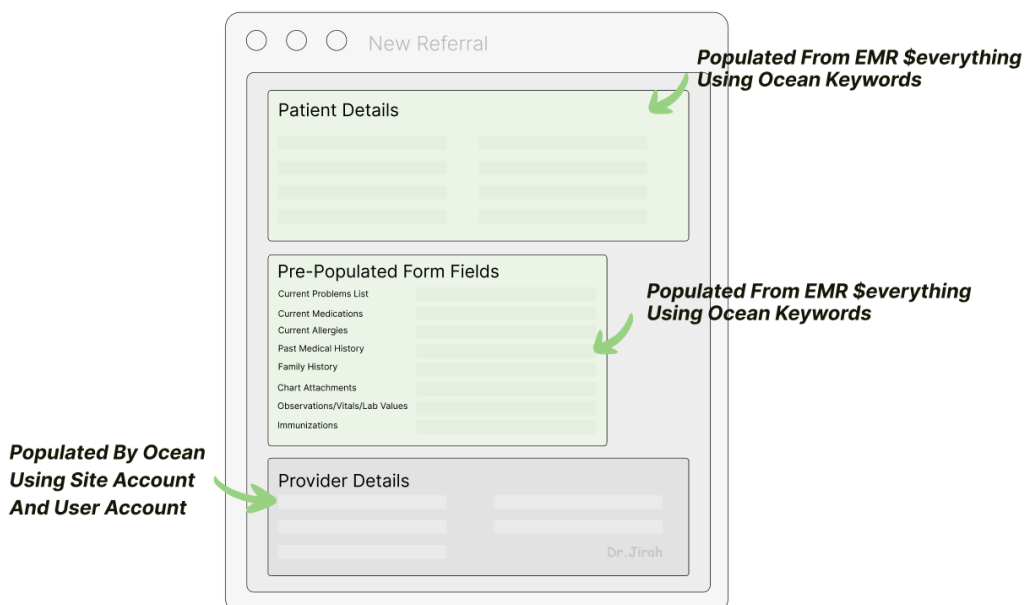 New Referral
Populated From EMR $everything
Using Ocean Keywords
Patient Details
Pre-Populated Form Fields
Current Problems List
Current Medications
Current Allergies
Past Medical History
Family History
Chart Attachments
Observations/Vitals/Lab Values
Immunizations
Populated From EMR $everything
Using Ocean Keywords
Populated By Ocean
Using Site Account
And User Account
Provider Details
Dr.Jirah